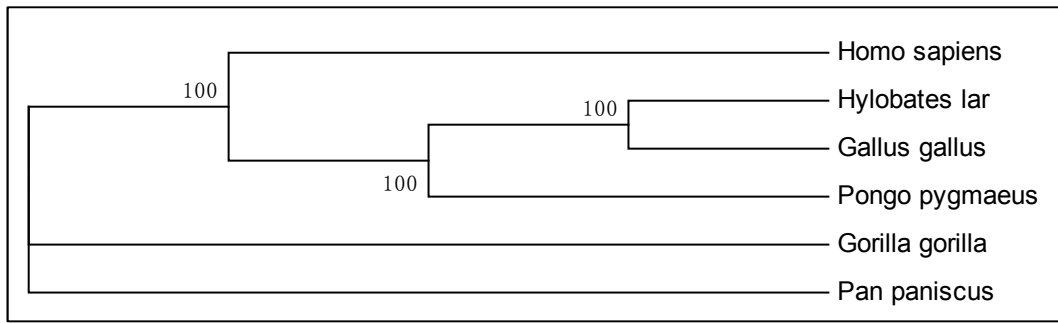 Homo sapiens
100
Hylobates lar
100
Gallus gallus
100
Pongo pygmaeus
Gorilla gorilla
Pan paniscus